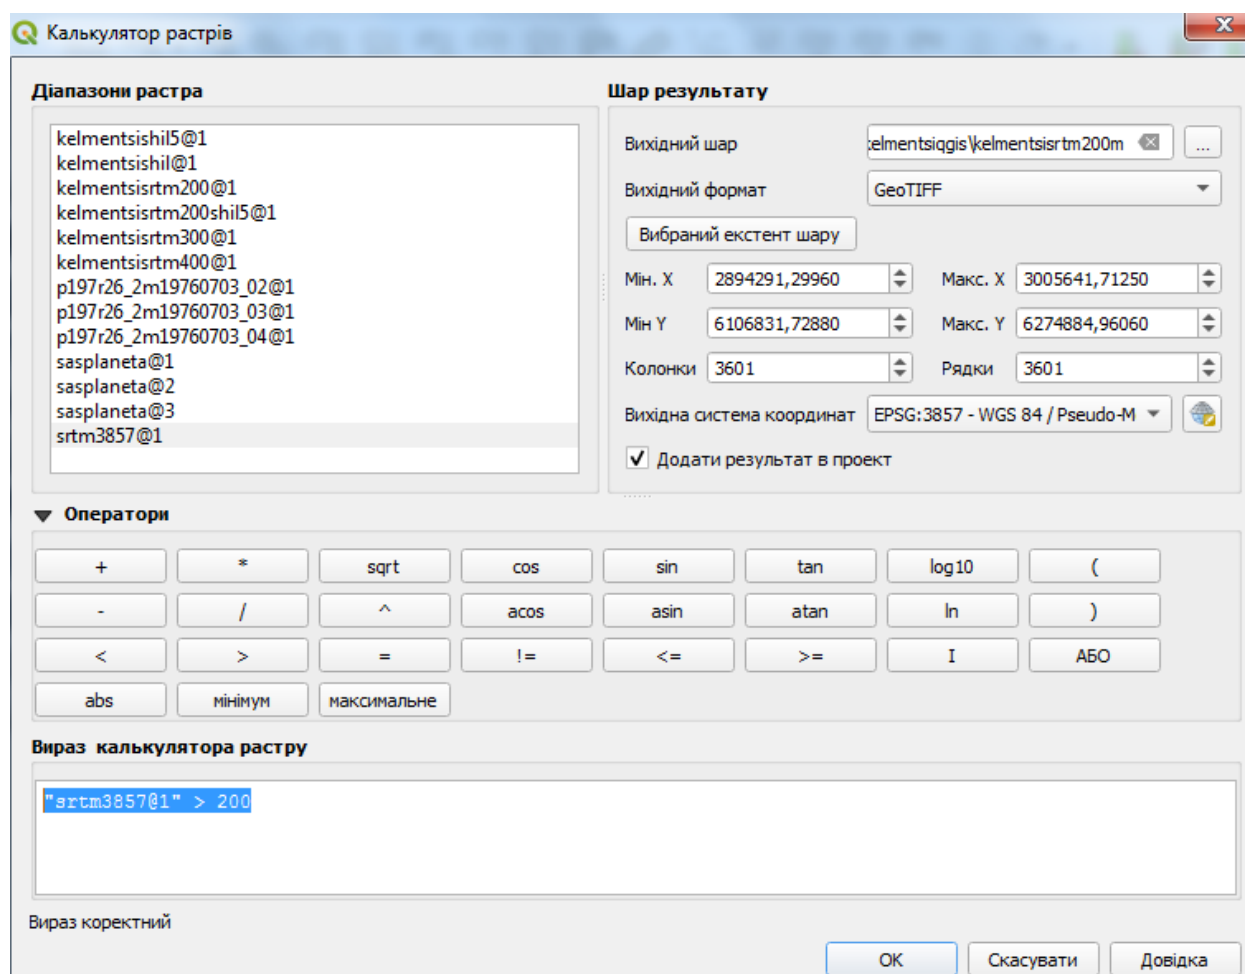 Калькулятор растрів
Діапазони растра
kelmentsishil5@1
kelmentsishil@1
kelmentsisrtm200@1
kelmentsisrtm200shil5@1
kelmentsisrtm300@1
kelmentsisrtm400@1
p197r26_2m19760703_02@1
p197r26_2m19760703_03@1
p197r26_2m19760703_04@1
sasplaneta@1
sasplaneta@2
sasplaneta@3
srtm3857@1
Шар результату
Вихідний шар :elmentsiqgis\kelmentsisrtm200m ...
Вихідний формат GeoTIFF
Вибраний екстент шару
Мін. X 2894291,29960 Макс. X 3005641,71250
Мін Y 6106831,72880 Макс. Y 6274884,96060
Колонки 3601 Рядки 3601
Вихідна система координат EPSG:3857 - WGS 84 / Pseudo-M
Додати результат в проект
Оператори
+ * sqrt cos sin tan log10 (
- / ^ acos asin atan ln )
< > = != <= >= І АБО
abs мінімум максимальне
Вираз калькулятора растру
"srtm3857@1" > 200
Вираз коректний
OK Скасувати Довідка